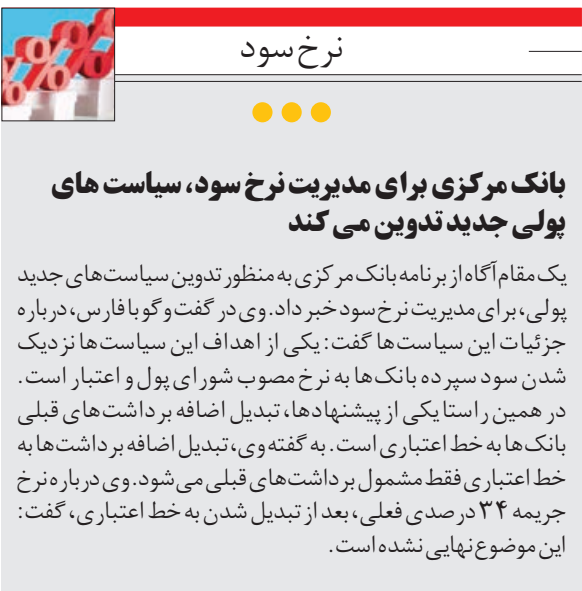 نرخ سود
بانک مرکزی برای مدیریت نرخ سود، سیاست های
پولی جدید تدوین می کند
یک مقام آگاه از برنامه بانک مرکزی به منظور تدوین سیاست‌های جدید
پولی، برای مدیریت نرخ سود خبر داد. وی در گفت‌وگو با فارس، درباره
جزئیات این سیاست‌ها گفت: یکی از اهداف این سیاست‌ها نزدیک
شدن سود سپرده بانک‌ها به نرخ مصوب شورای پول و اعتبار است.
در همین راستا یکی از پیشنهادها، تبدیل اضافه برداشت‌های قبلی
بانک‌ها به خط اعتباری است. به گفته وی، تبدیل اضافه برداشت‌ها به
خط اعتباری فقط مشمول برداشت‌های قبلی می‌شود. وی درباره نرخ
جریمه ۳۴ درصدی فعلی، بعد از تبدیل شدن به خط اعتباری، گفت:
این موضوع نهایی نشده است.